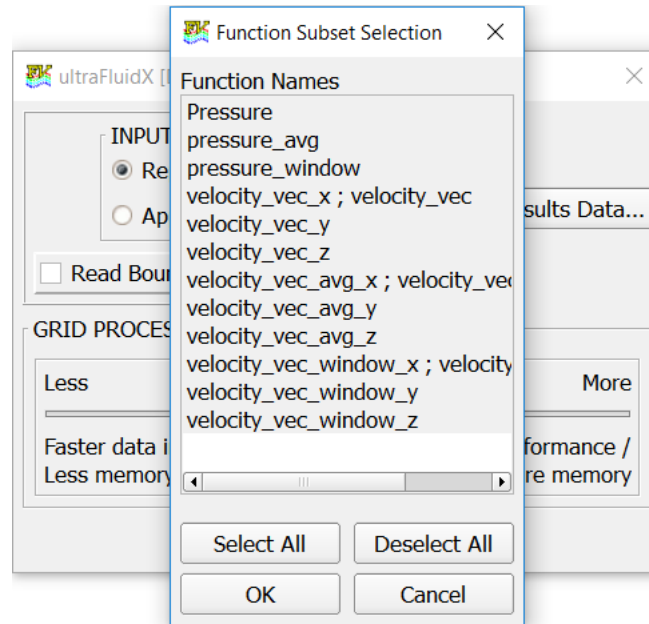 Function Subset Selection
Function Names
Pressure
pressure_avg
pressure_window
velocity_vec_x ; velocity_vec
velocity_vec_y
velocity_vec_z
velocity_vec_avg_x ; velocity_vec
velocity_vec_avg_y
velocity_vec_avg_z
velocity_vec_window_x ; velocity
velocity_vec_window_y
velocity_vec_window_z
Select All
Deselect All
OK
Cancel
ultraFluidX [
INPUT
Re
Ap
sults Data...
Read Boun
GRID PROCES
Less
More
Faster data i
formance /
Less memory
re memory